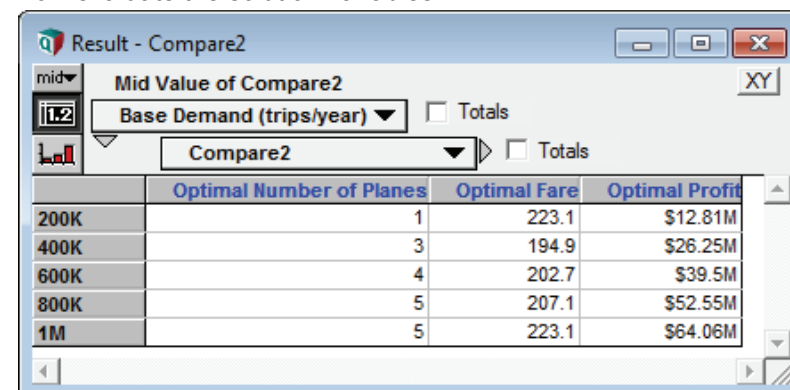 Result - Compare2
mid
Mid Value of Compare2
XY
1.2
Base Demand (trips/year)
Totals
Compare2
Totals
Optimal Number of Planes Optimal Fare Optimal Profit
200K 1 223.1 $12.81M
400K 3 194.9 $26.25M
600K 4 202.7 $39.5M
800K 5 207.1 $52.55M
1M 5 223.1 $64.06M